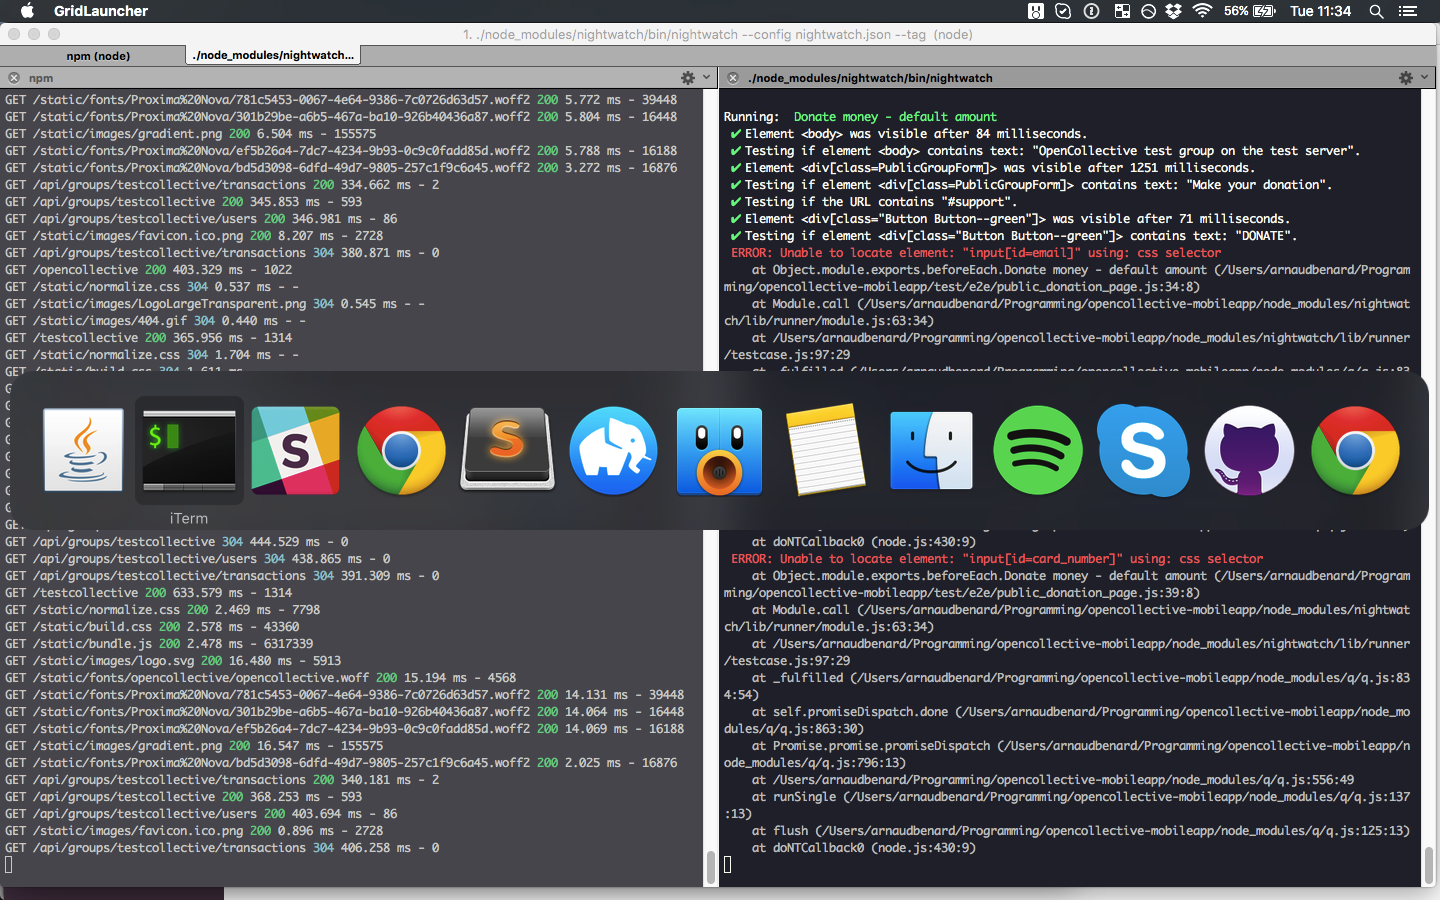 GridLauncher
56%
Tue 11:34
1. ./node_modules/nightwatch/bin/nightwatch --config nightwatch.json --tag (node)
npm (node)
./node_modules/nightwatch...
npm
GET /static/fonts/Proxima%20Nova/781c5453-0067-4e64-9386-7c0726d63d57.woff2 200 5.772 ms - 39448
GET /static/fonts/Proxima%20Nova/301b29be-a6b5-467a-ba10-926b40436a87.woff2 200 5.804 ms - 16448
GET /static/images/gradient.png 200 6.504 ms - 155575
GET /static/fonts/Proxima%20Nova/ef5b26a4-7dc7-4234-9b93-0c9c0fadd85d.woff2 200 5.788 ms - 16188
GET /static/fonts/Proxima%20Nova/bd5d3098-6dfd-49d7-9805-257c1f9c6a45.woff2 200 3.272 ms - 16876
GET /api/groups/testcollective/transactions 200 334.662 ms - 2
GET /api/groups/testcollective 200 345.853 ms - 593
GET /api/groups/testcollective/users 200 346.981 ms - 86
GET /static/images/favicon.ico.png 200 8.207 ms - 2728
GET /api/groups/testcollective/transactions 304 380.871 ms - 0
GET /opencollective 200 403.329 ms - 1022
GET /static/normalize.css 304 0.537 ms - -
GET /static/images/LogoLargeTransparent.png 304 0.545 ms - -
GET /static/images/404.gif 304 0.440 ms - -
GET /testcollective 200 365.956 ms - 1314
GET /static/normalize.css 304 1.704 ms - -
GET /static/build.css 304 1.611 ms
GET /api/groups/testcollective 304 444.529 ms - 0
GET /api/groups/testcollective/users 304 438.865 ms - 0
GET /api/groups/testcollective/transactions 304 391.309 ms - 0
GET /testcollective 200 633.579 ms - 1314
GET /static/normalize.css 200 2.469 ms - 7798
GET /static/build.css 200 2.578 ms - 43360
GET /static/bundle.js 200 2.478 ms - 6317339
GET /static/images/logo.svg 200 16.480 ms - 5913
GET /static/fonts/opencollective/opencollective.woff 200 15.194 ms - 4568
GET /static/fonts/Proxima%20Nova/781c5453-0067-4e64-9386-7c0726d63d57.woff2 200 14.131 ms - 39448
GET /static/fonts/Proxima%20Nova/301b29be-a6b5-467a-ba10-926b40436a87.woff2 200 14.064 ms - 16448
GET /static/fonts/Proxima%20Nova/ef5b26a4-7dc7-4234-9b93-0c9c0fadd85d.woff2 200 14.069 ms - 16188
GET /static/images/gradient.png 200 16.547 ms - 155575
GET /static/fonts/Proxima%20Nova/bd5d3098-6dfd-49d7-9805-257c1f9c6a45.woff2 200 2.025 ms - 16876
GET /api/groups/testcollective/transactions 200 340.181 ms - 2
GET /api/groups/testcollective 200 368.253 ms - 593
GET /api/groups/testcollective/users 200 403.694 ms - 86
GET /static/images/favicon.ico.png 200 0.896 ms - 2728
GET /api/groups/testcollective/transactions 304 406.258 ms - 0
./node_modules/nightwatch/bin/nightwatch
Running: Donate money - default amount
✔ Element <body> was visible after 84 milliseconds.
✔ Testing if element <body> contains text: "OpenCollective test group on the test server".
✔ Element <div[class=PublicGroupForm]> was visible after 1251 milliseconds.
✔ Testing if element <div[class=PublicGroupForm]> contains text: "Make your donation".
✔ Testing if the URL contains "#support".
✔ Element <div[class="Button Button--green"]> was visible after 71 milliseconds.
✔ Testing if element <div[class="Button Button--green"]> contains text: "DONATE".
ERROR: Unable to locate element: "input[id=email]" using: css selector
at Object.module.exports.beforeEach.Donate money - default amount (/Users/arnaudbenard/Program
ming/opencollective-mobileapp/test/e2e/public_donation_page.js:34:8)
at Module.call (/Users/arnaudbenard/Programming/opencollective-mobileapp/node_modules/nightwat
ch/lib/runner/module.js:63:34)
at /Users/arnaudbenard/Programming/opencollective-mobileapp/node_modules/nightwatch/lib/runner
/testcase.js:97:29
at _fulfilled (/Users/arnaudbenard/Programming/opencollective-mobileapp/node_modules/q/q.js:83
iTerm
at doNTCallback0 (node.js:430:9)
ERROR: Unable to locate element: "input[id=card_number]" using: css selector
at Object.module.exports.beforeEach.Donate money - default amount (/Users/arnaudbenard/Program
ming/opencollective-mobileapp/test/e2e/public_donation_page.js:39:8)
at Module.call (/Users/arnaudbenard/Programming/opencollective-mobileapp/node_modules/nightwat
ch/lib/runner/module.js:63:34)
at /Users/arnaudbenard/Programming/opencollective-mobileapp/node_modules/nightwatch/lib/runner
/testcase.js:97:29
at _fulfilled (/Users/arnaudbenard/Programming/opencollective-mobileapp/node_modules/q/q.js:83
4:54)
at self.promiseDispatch.done (/Users/arnaudbenard/Programming/opencollective-mobileapp/node_mo
dules/q/q.js:863:30)
at Promise.promise.promiseDispatch (/Users/arnaudbenard/Programming/opencollective-mobileapp/n
ode_modules/q/q.js:796:13)
at /Users/arnaudbenard/Programming/opencollective-mobileapp/node_modules/q/q.js:556:49
at runSingle (/Users/arnaudbenard/Programming/opencollective-mobileapp/node_modules/q/q.js:137
:13)
at flush (/Users/arnaudbenard/Programming/opencollective-mobileapp/node_modules/q/q.js:125:13)
at doNTCallback0 (node.js:430:9)